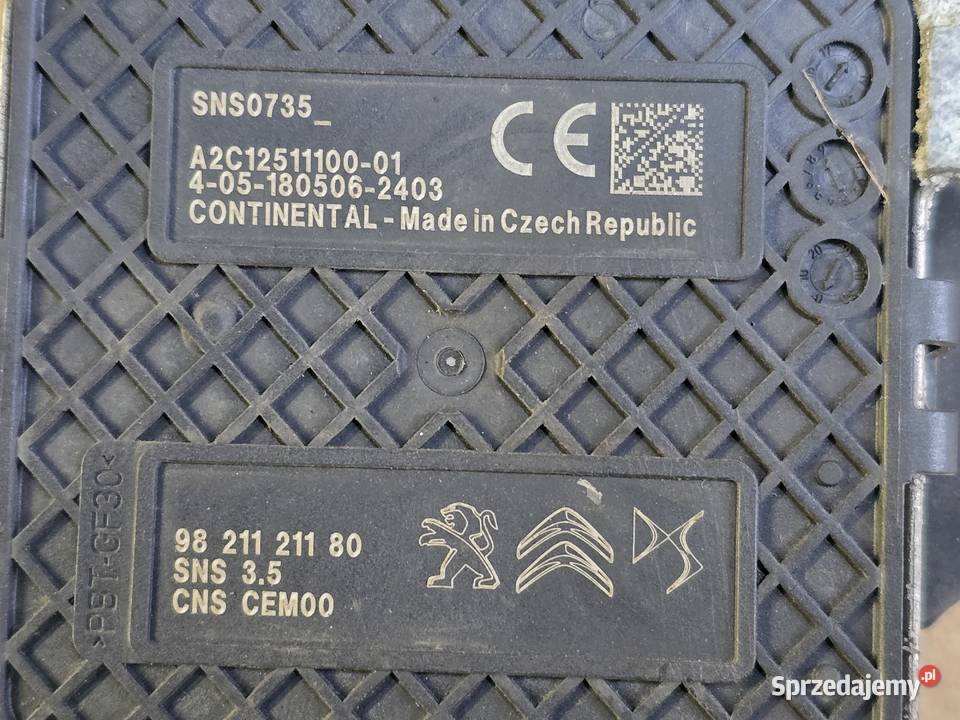 SNS0735_
A2C12511100-01
4-05-180506-2403
CONTINENTAL - Made in Czech Republic
CE
>PBT-GF30<
98 211 211 80
SNS 3.5
CNS CEM00
Sprzedajemy.pl